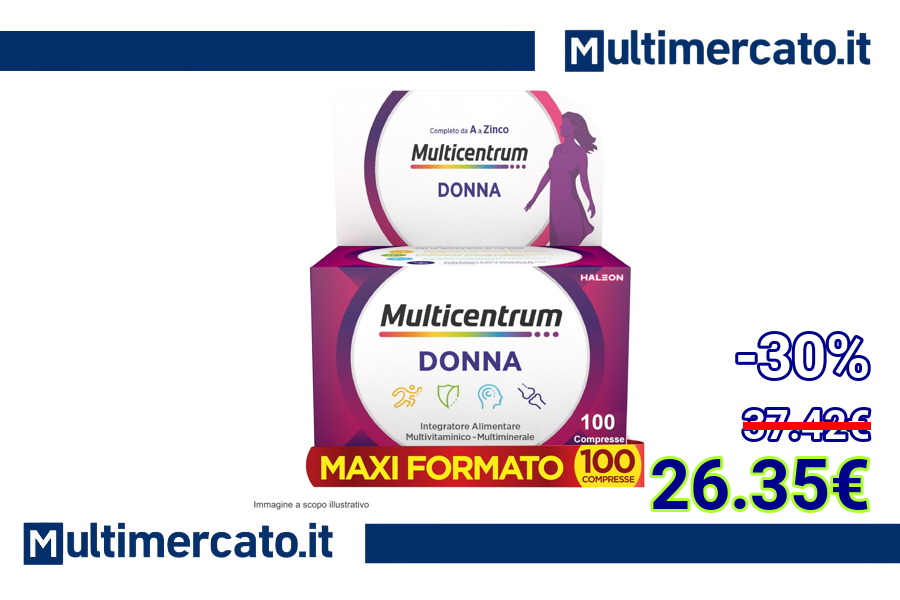 Multimercato.it
Completo da A a Zinco
Multicentrum
DONNA
HALEON
Multicentrum
DONNA
Integratore Alimentare
Multivitaminico - Multiminerale
100
Compresse
MAXI FORMATO
100
COMPRESSE
-30%
37.42€
26.35€
Immagine a scopo illustrativo
Multimercato.it